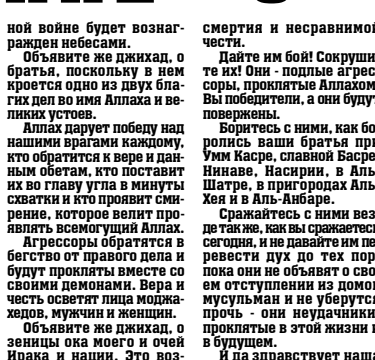 ной войне будет вознаг-
ражден небесами.
Объявите же джихад, о
братья, поскольку в нем
кроется одно из двух бла-
гих дел во имя Аллаха и ве-
ликих устоев.
Аллах дарует победу над
нашими врагами каждому,
кто обратится к вере и дан-
ным обетам, кто поставит
их во главу угла в минуты
схватки и кто проявит сми-
рение, которое велит про-
являть всемогущий Аллах.
Агрессоры обратятся в
бегство от правого дела и
будут прокляты вместе со
своими демонами. Вера и
честь осветят лица моджа-
хедов, мужчин и женщин.
Объявите же джихад, о
зеницы ока моего и очей
Ирака и нации. Это воз-
смертия и несравнимой
чести.
Дайте им бой! Сокруши
те их! Они - подлые агрес
соры, проклятые Аллахом
Вы победители, а они будут
повержены.
Боритесь с ними, как бо
ролись ваши братья при
Умм Касре, славной Басре
Нинаве, Насирии, в Аль
Шатре, в пригородах Аль
Хея и в Аль-Анбаре.
Сражайтесь с ними вез
де так же, как вы сражаетесь
сегодня, и не давайте им пе
ревести дух до тех пор
пока они не объявят о сво
ем отступлении из домов
мусульман и не уберутся
прочь - они неудачники
проклятые в этой жизни и
в будущем.
И да здравствует наша